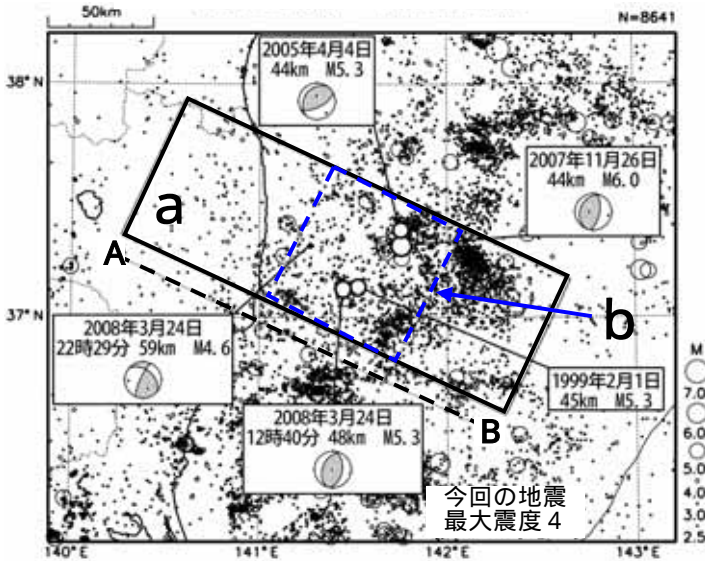 50km
N=8641
38°N
37°N
140°E
141°E
142°E
143°E
2005年4月4日
44km M5.3
2007年11月26日
44km M6.0
a
A
b
B
2008年3月24日
22時29分 59km M4.6
1999年2月1日
45km M5.3
2008年3月24日
12時40分 48km M5.3
今回の地震
最大震度4
M
7.0
6.0
5.0
4.0
3.0
2.5